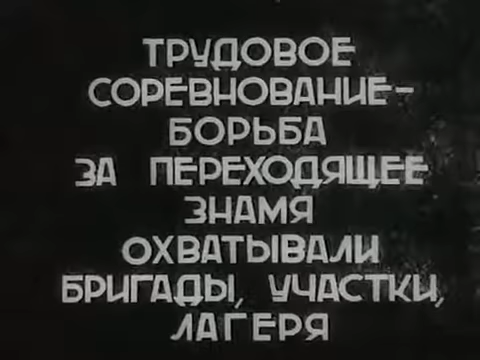 ТРУДОВОЕ
СОРЕВНОВАНИЕ-
БОРЬБА
ЗА ПЕРЕХОДЯЩЕЕ
ЗНАМЯ
ОХВАТЫВАЛИ
БРИГАДЫ, УЧАСТКИ,
ЛАГЕРЯ